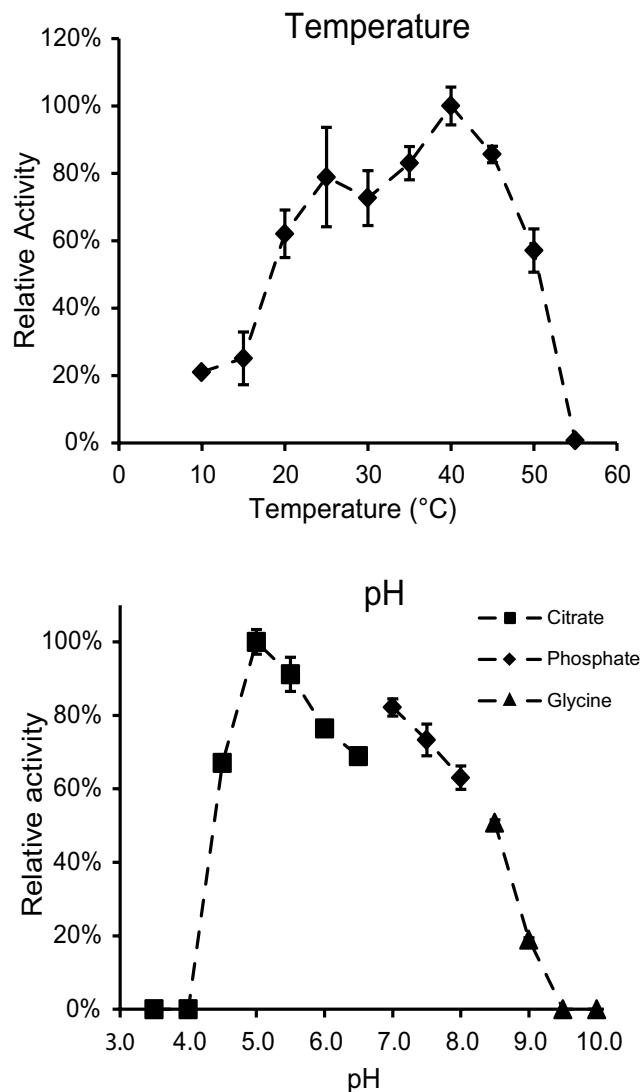 Temperature
120%
100%
80%
60%
40%
20%
0%
Relative Activity
0 10 20 30 40 50 60
Temperature (°C)
pH
Citrate
Phosphate
Glycine
100%
80%
60%
40%
20%
0%
Relative activity
3.0 4.0 5.0 6.0 7.0 8.0 9.0 10.0
pH